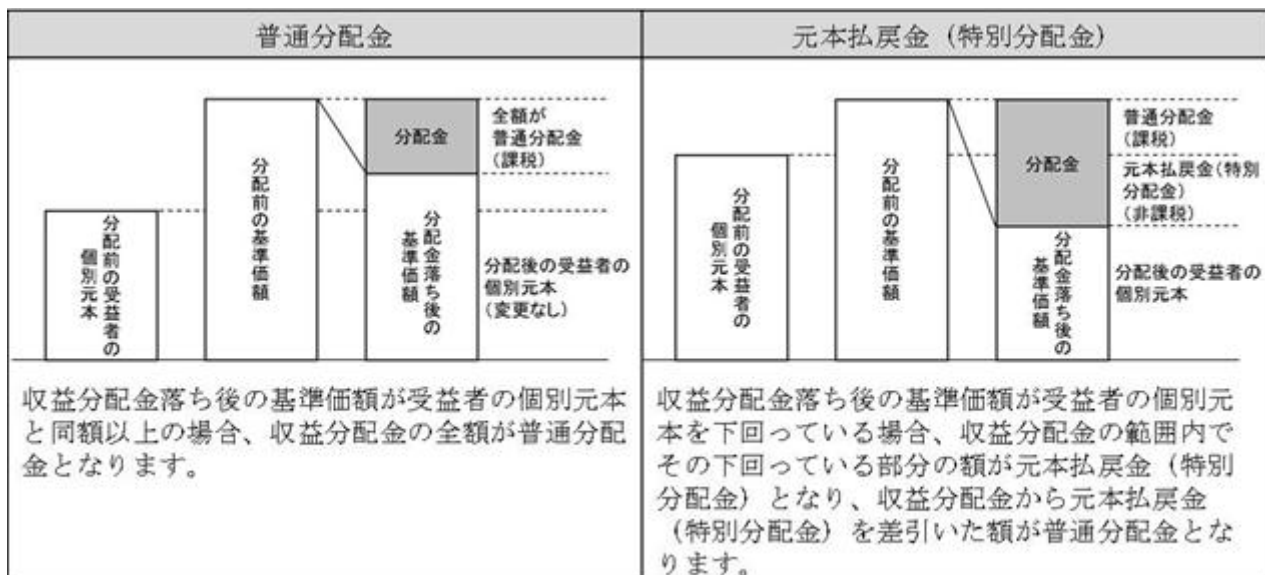 普通分配金
分配前の受益者の
個別元本
分配前の基準価額
分配金
分配金落ち後の
基準価額
全額が
普通分配金
(課税)
分配後の受益者の
個別元本
(変更なし)
収益分配金落ち後の基準価額が受益者の個別元本
と同額以上の場合、収益分配金の全額が普通分配
金となります。
元本払戻金（特別分配金）
分配前の受益者の
個別元本
分配前の基準価額
分配金
分配金落ち後の
基準価額
普通分配金
(課税)
元本払戻金(特別
分配金)
(非課税)
分配後の受益者の
個別元本
収益分配金落ち後の基準価額が受益者の個別元
本を下回っている場合、収益分配金の範囲内で
その下回っている部分の額が元本払戻金（特別
分配金）となり、収益分配金から元本払戻金
（特別分配金）を差引いた額が普通分配金とな
ります。